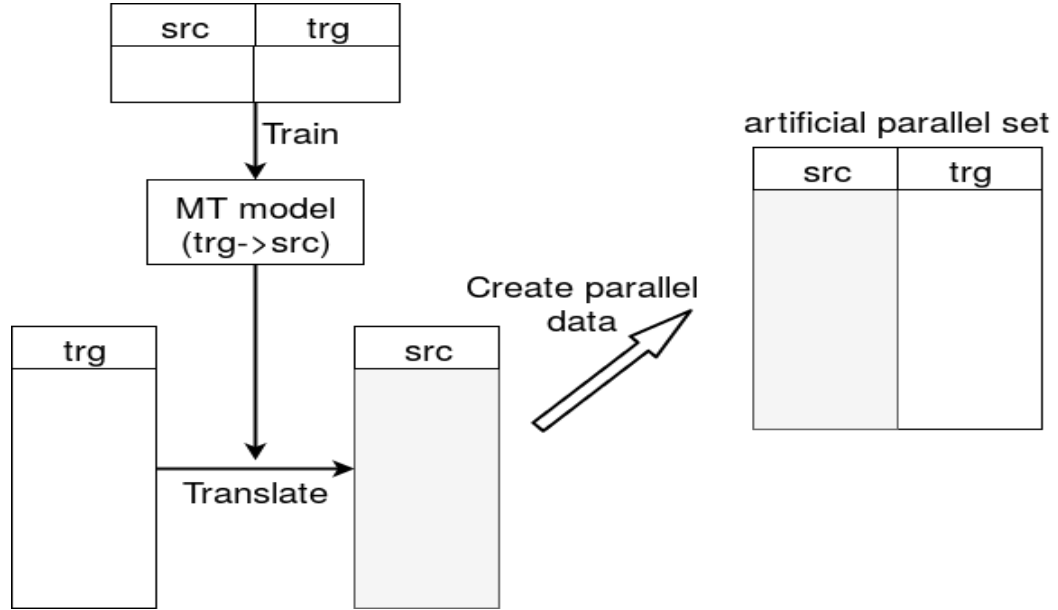 src trg
Train
MT model
(trg->src)
trg
src
Translate
Create parallel
data
artificial parallel set
src trg